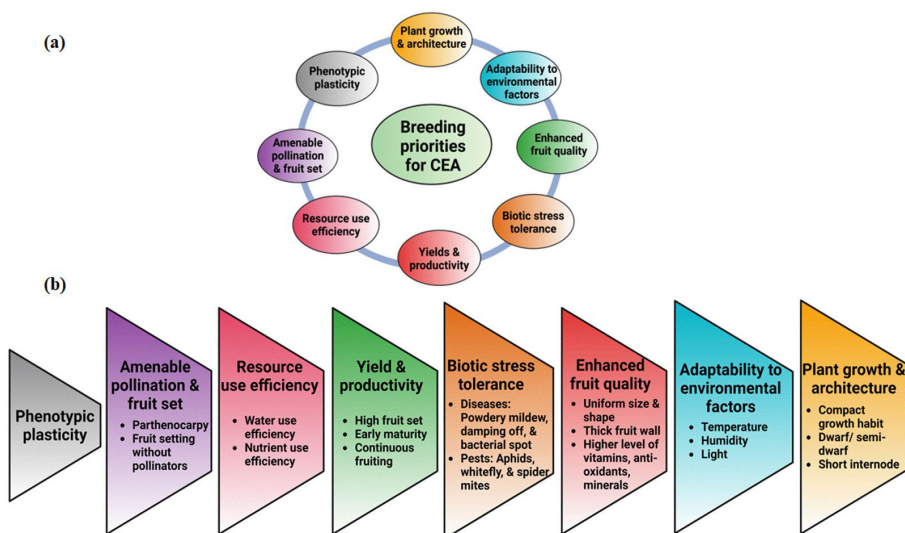 (a)
Plant growth
& architecture
Adaptability to
environmental
factors
Enhanced
fruit quality
Biotic stress
tolerance
Yields &
productivity
Resource use
efficiency
Amenable
pollination
& fruit set
Phenotypic
plasticity
Breeding
priorities
for CEA
(b)
Phenotypic
plasticity
Amenable
pollination &
fruit set
• Parthenocarpy
• Fruit setting
without
pollinators
Resource
use efficiency
• Water use
efficiency
• Nutrient use
efficiency
Yield &
productivity
• High fruit set
• Early maturity
• Continuous
fruiting
Biotic stress
tolerance
• Diseases:
Powdery mildew,
damping off, &
bacterial spot
• Pests: Aphids,
whitefly, & spider
mites
Enhanced
fruit quality
• Uniform size &
shape
• Thick fruit wall
• Higher level of
vitamins, anti-
oxidants,
minerals
Adaptability to
environmental
factors
• Temperature
• Humidity
• Light
Plant growth &
architecture
• Compact
growth habit
• Dwarf/ semi-
dwarf
• Short internode